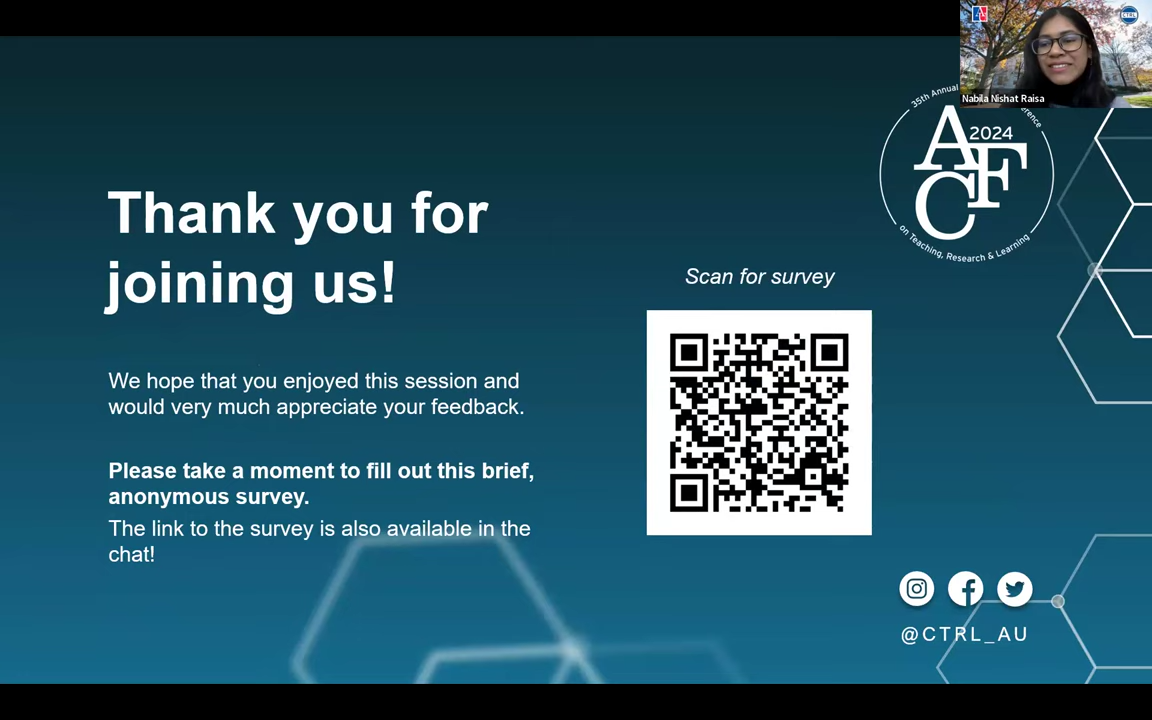 CTRL
Nabila Nishat Raisa
35th Annual
2024
AFC
on Teaching, Research & Learning
Thank you for
joining us!
Scan for survey
We hope that you enjoyed this session and
would very much appreciate your feedback.
Please take a moment to fill out this brief,
anonymous survey.
The link to the survey is also available in the
chat!
@CTRL_AU